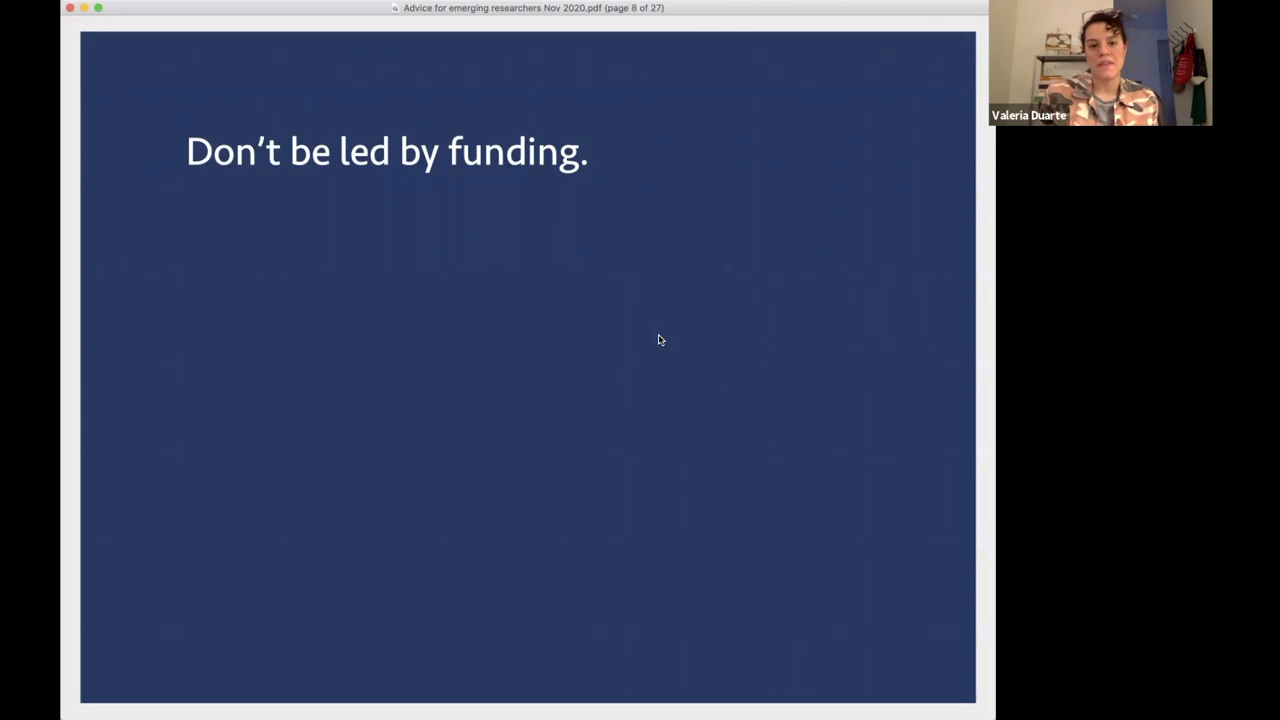 Advice for emerging researchers Nov 2020.pdf (page 8 of 27)
Don't be led by funding.
Valeria Duarte